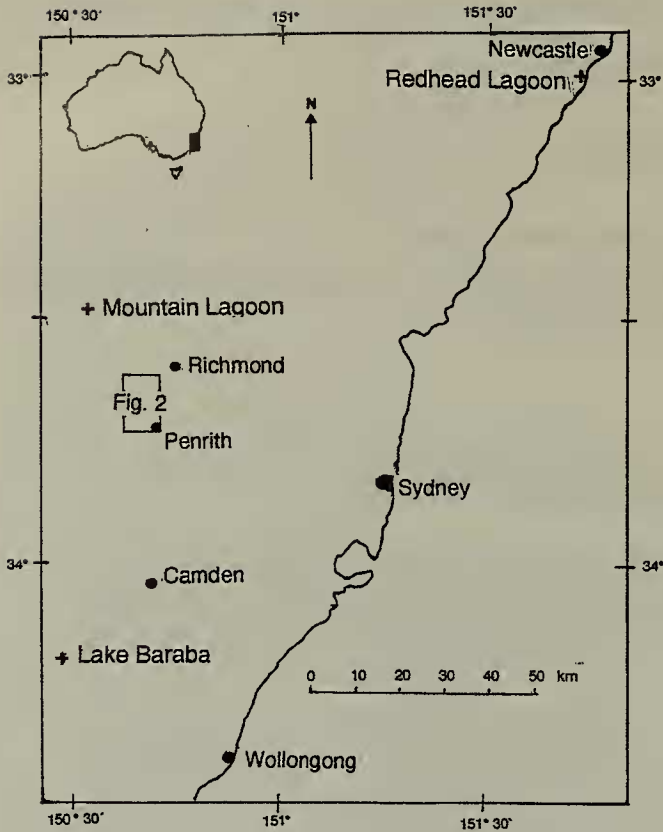 150° 30'
151°
151° 30'
33°
Newcastle
Redhead Lagoon
33°
N
Mountain Lagoon
Richmond
Fig. 2
Penrith
Sydney
34°
34°
Camden
Lake Baraba
0 10 20 30 40 50 km
Wollongong
150° 30'
151°
151° 30'